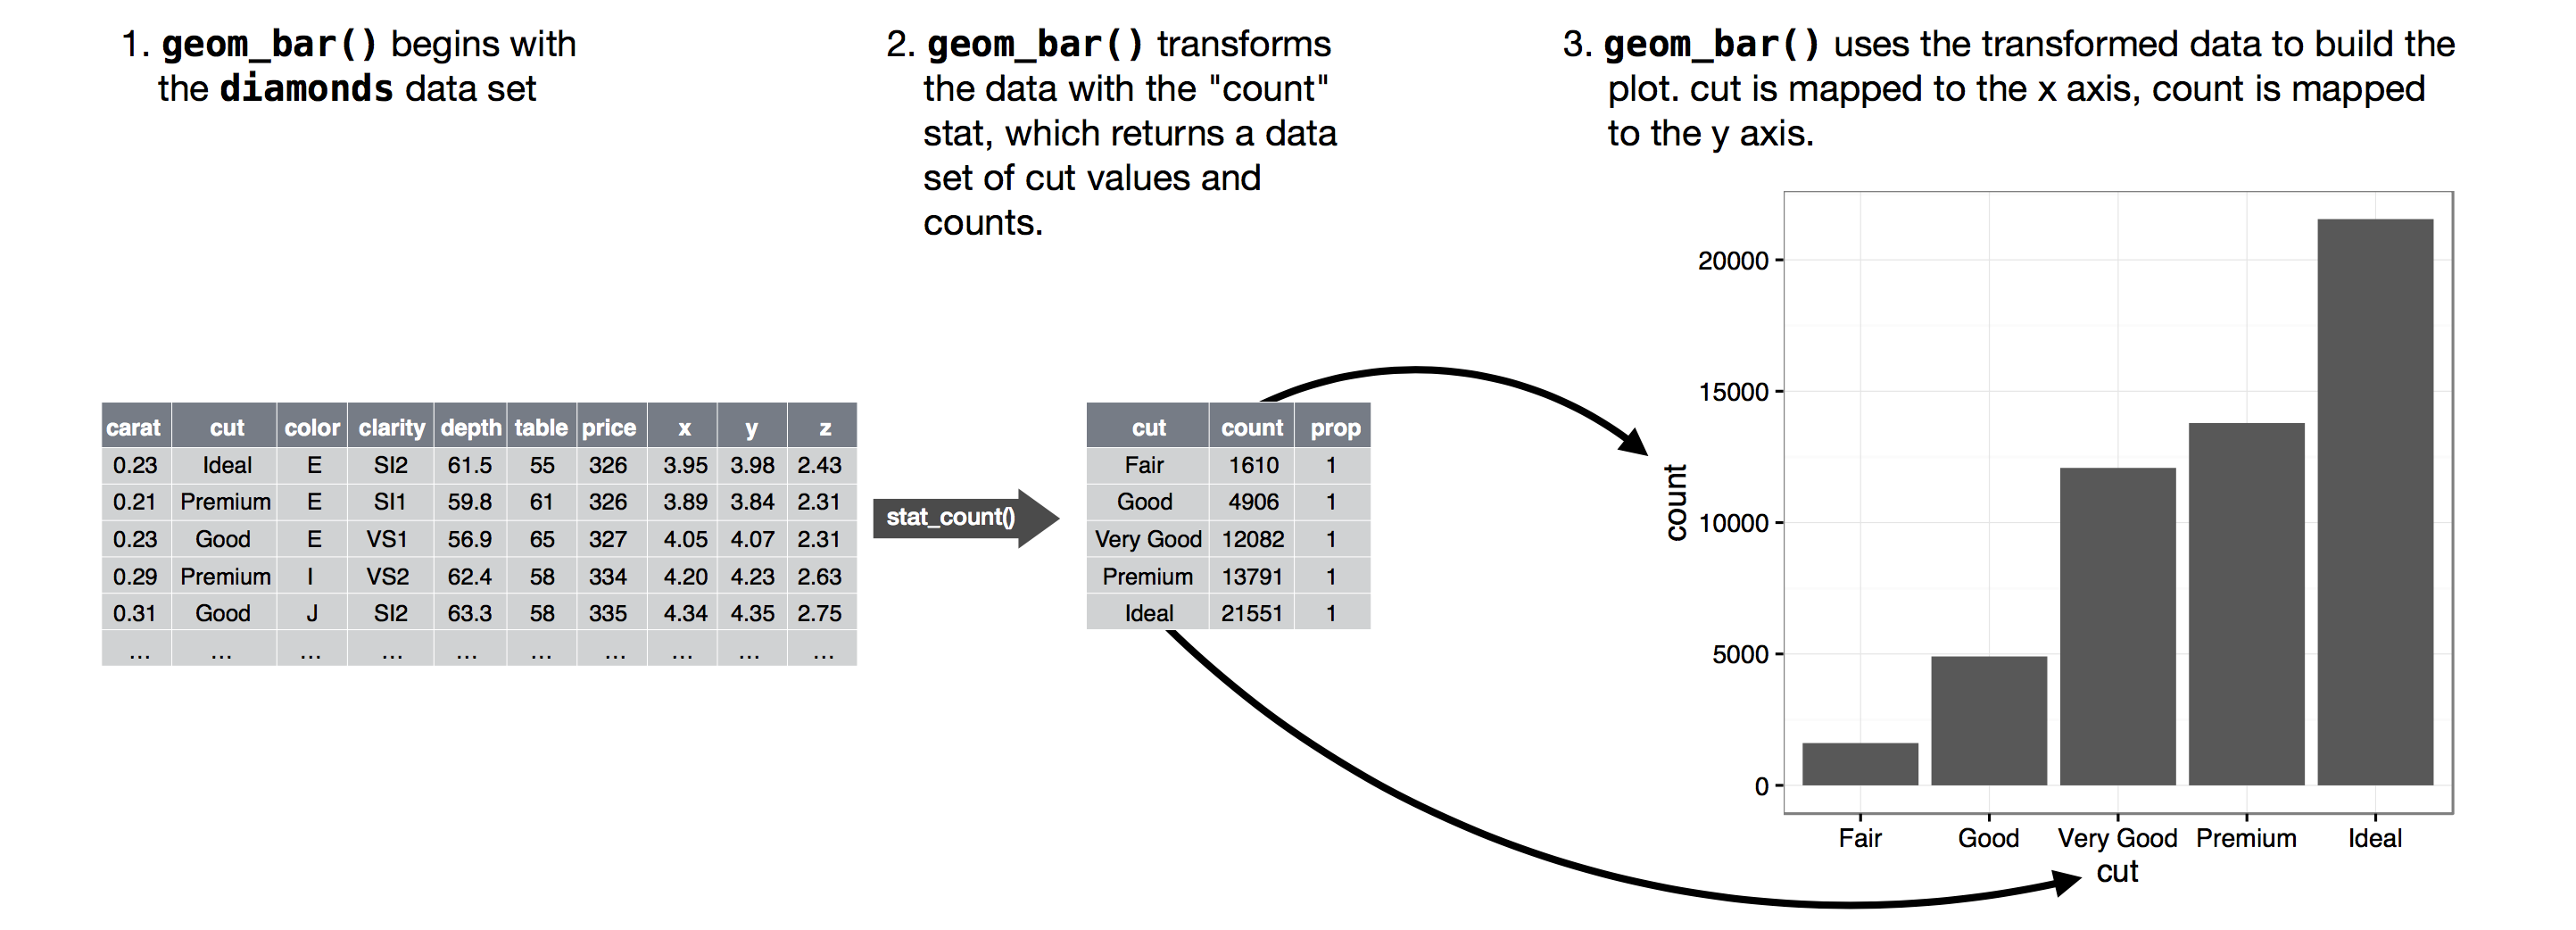 1. geom_bar() begins with
the diamonds data set
2. geom_bar() transforms
the data with the "count"
stat, which returns a data
set of cut values and
counts.
3. geom_bar() uses the transformed data to build the
plot. cut is mapped to the x axis, count is mapped
to the y axis.
carat cut color clarity depth table price x y z
0.23 Ideal E SI2 61.5 55 326 3.95 3.98 2.43
0.21 Premium E SI1 59.8 61 326 3.89 3.84 2.31
0.23 Good E VS1 56.9 65 327 4.05 4.07 2.31
0.29 Premium I VS2 62.4 58 334 4.20 4.23 2.63
0.31 Good J SI2 63.3 58 335 4.34 4.35 2.75
... ... ... ... ... ... ... ... ... ...
stat_count()
cut count prop
Fair 1610 1
Good 4906 1
Very Good 12082 1
Premium 13791 1
Ideal 21551 1
count
20000
15000
10000
5000
0
Fair Good Very Good Premium Ideal
cut